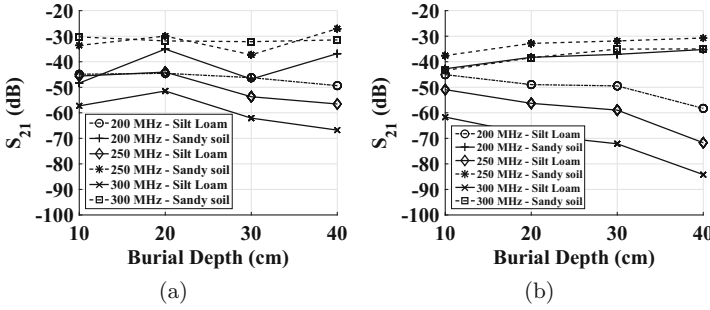 -20
-30
-40
-50
-60
-70
-80
-90
-100
S21 (dB)
200 MHz - Silt Loam
200 MHz - Sandy soil
250 MHz - Silt Loam
250 MHz - Sandy soil
300 MHz - Silt Loam
300 MHz - Sandy soil
10 20 30 40
Burial Depth (cm)
(a)
-20
-30
-40
-50
-60
-70
-80
-90
-100
S21 (dB)
200 MHz - Silt Loam
200 MHz - Sandy soil
250 MHz - Silt Loam
250 MHz - Sandy soil
300 MHz - Silt Loam
300 MHz - Sandy soil
10 20 30 40
Burial Depth (cm)
(b)